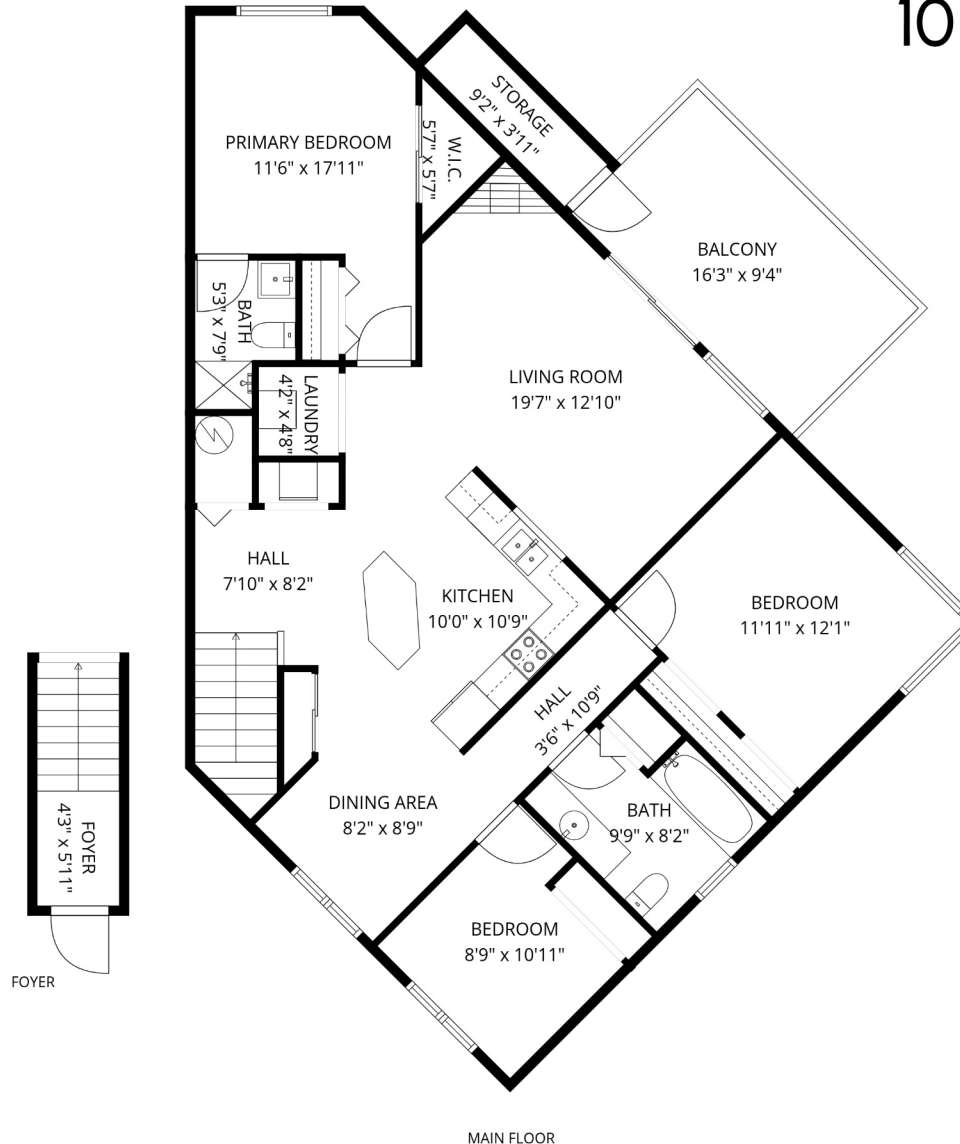 10
STORAGE
9'2" x 3'11"
PRIMARY BEDROOM
11'6" x 17'11"
W.I.C.
5'7" x 5'7"
BALCONY
16'3" x 9'4"
BATH
5'3" x 7'9"
LAUNDRY
4'2" x 4'8"
LIVING ROOM
19'7" x 12'10"
HALL
7'10" x 8'2"
KITCHEN
10'0" x 10'9"
BEDROOM
11'11" x 12'1"
HALL
3'6" x 10'9"
DINING AREA
8'2" x 8'9"
BATH
9'9" x 8'2"
FOYER
4'3" x 5'11"
BEDROOM
8'9" x 10'11"
FOYER
MAIN FLOOR